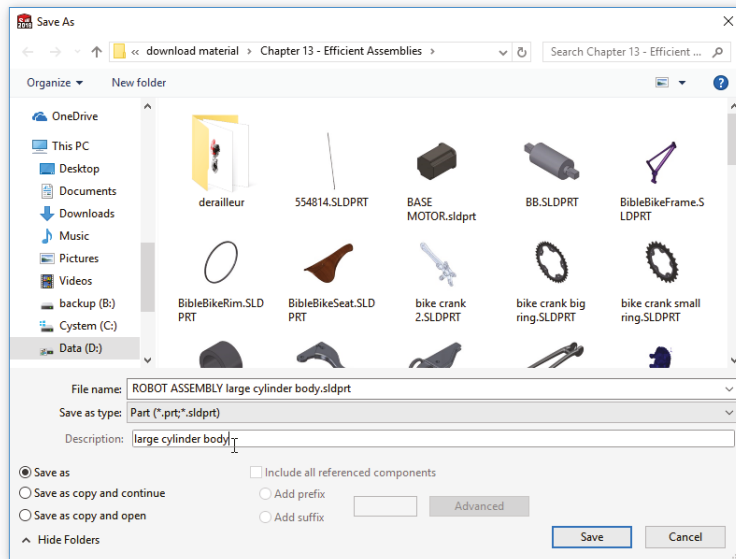 Save As
« download material > Chapter 13 - Efficient Assemblies >
Search Chapter 13 - Efficient ...
Organize New folder
OneDrive
This PC
Desktop
Documents
Downloads
Music
Pictures
Videos
backup (B:)
Cystem (C:)
Data (D:)
derailleur
554814.SLDPRT
BASE
MOTOR.sldprt
BB.SLDPRT
BibleBikeFrame.S
LDPRT
BibleBikeRim.SLD
PRT
BibleBikeSeat.SLD
PRT
bike crank
2.SLDPRT
bike crank big
ring.SLDPRT
bike crank small
ring.SLDPRT
File name: ROBOT ASSEMBLY large cylinder body.sldprt
Save as type: Part (*.prt;*.sldprt)
Description: large cylinder body
Save as
Save as copy and continue
Save as copy and open
Include all referenced components
Add prefix
Add suffix
Advanced
Hide Folders
Save Cancel